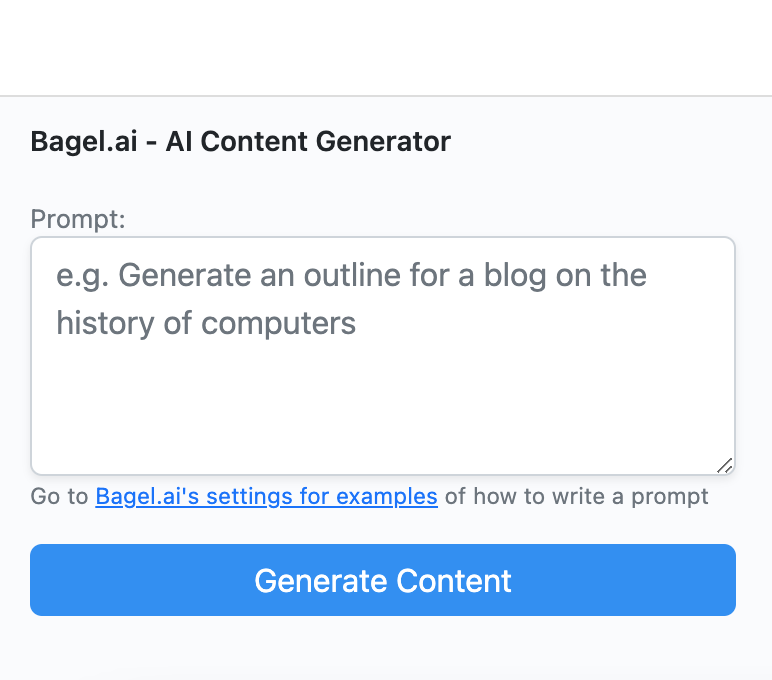 Bagel.ai - AI Content Generator
Prompt:
e.g. Generate an outline for a blog on the
history of computers
Go to Bagel.ai's settings for examples of how to write a prompt
Generate Content